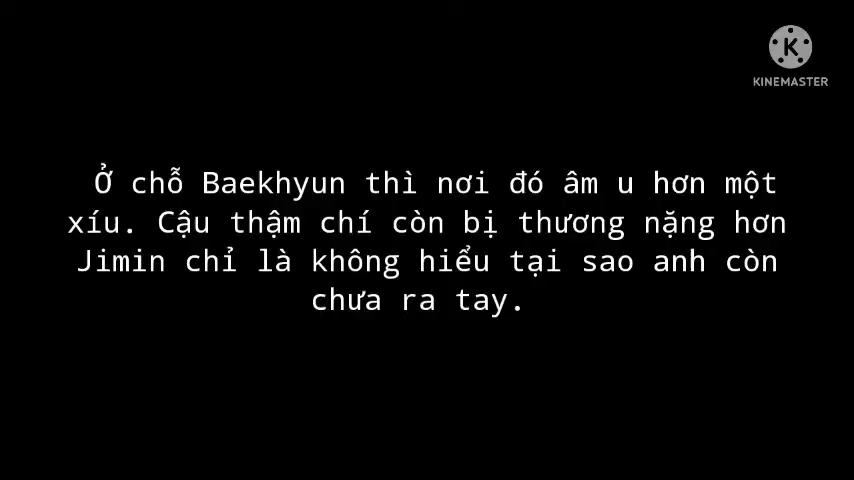 KINEMASTER
Ở chỗ Baekhyun thì nơi đó âm u hơn một
xíu. Cậu thậm chí còn bị thương nặng hơn
Jimin chỉ là không hiểu tại sao anh còn
chưa ra tay.